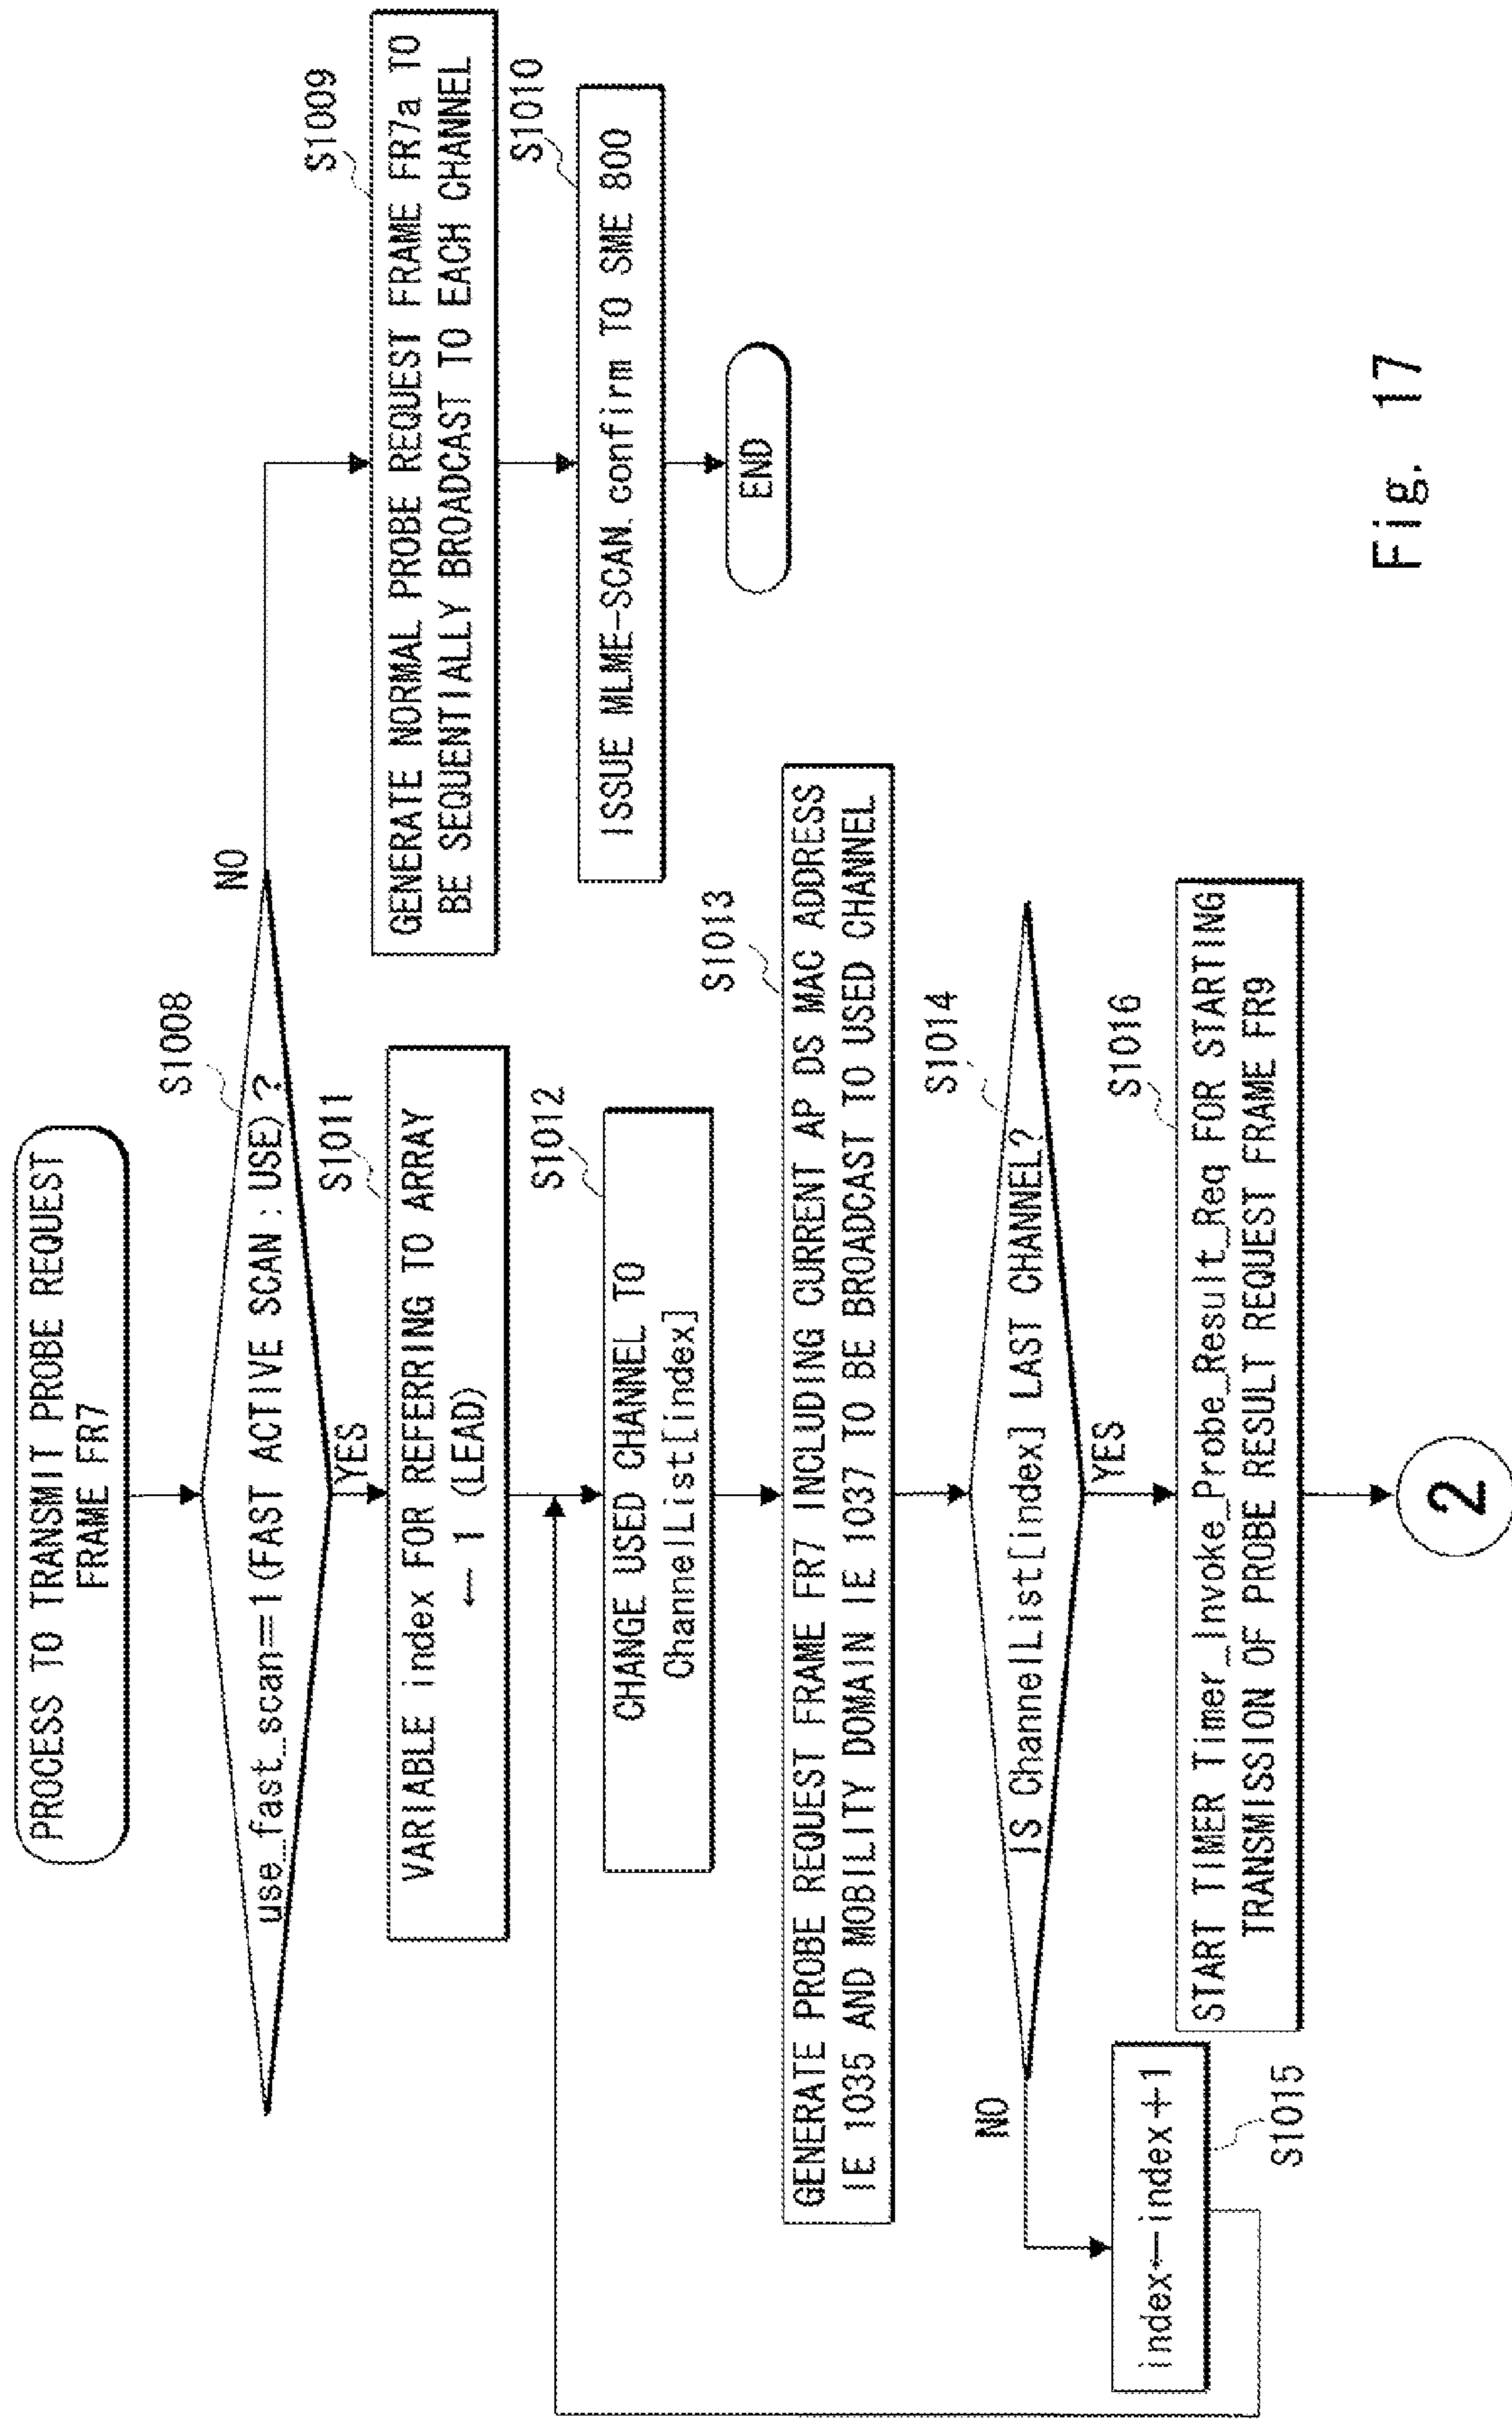 PROCESS TO TRANSMIT PROBE REQUEST
FRAME FR7
S1008
use_fast_scan==1(FAST ACTIVE SCAN:USE)?
NO
YES
S1009
GENERATE NORMAL PROBE REQUEST FRAME FR7a TO
BE SEQUENTIALLY BROADCAST TO EACH CHANNEL
S1010
ISSUE MLME-SCAN.confirm TO SME 800
END
S1011
VARIABLE index FOR REFERRING TO ARRAY
← 1 (LEAD)
S1012
CHANGE USED CHANNEL TO
ChannelList[index]
S1013
GENERATE PROBE REQUEST FRAME FR7 INCLUDING CURRENT AP DS MAC ADDRESS
IE 1035 AND MOBILITY DOMAIN IE 1037 TO BE BROADCAST TO USED CHANNEL
S1014
IS ChannelList[index] LAST CHANNEL?
NO
YES
index←index+1
S1015
S1016
START TIMER Timer_Invoke_Probe_Result_Req FOR STARTING
TRANSMISSION OF PROBE RESULT REQUEST FRAME FR9
2
Fig. 17